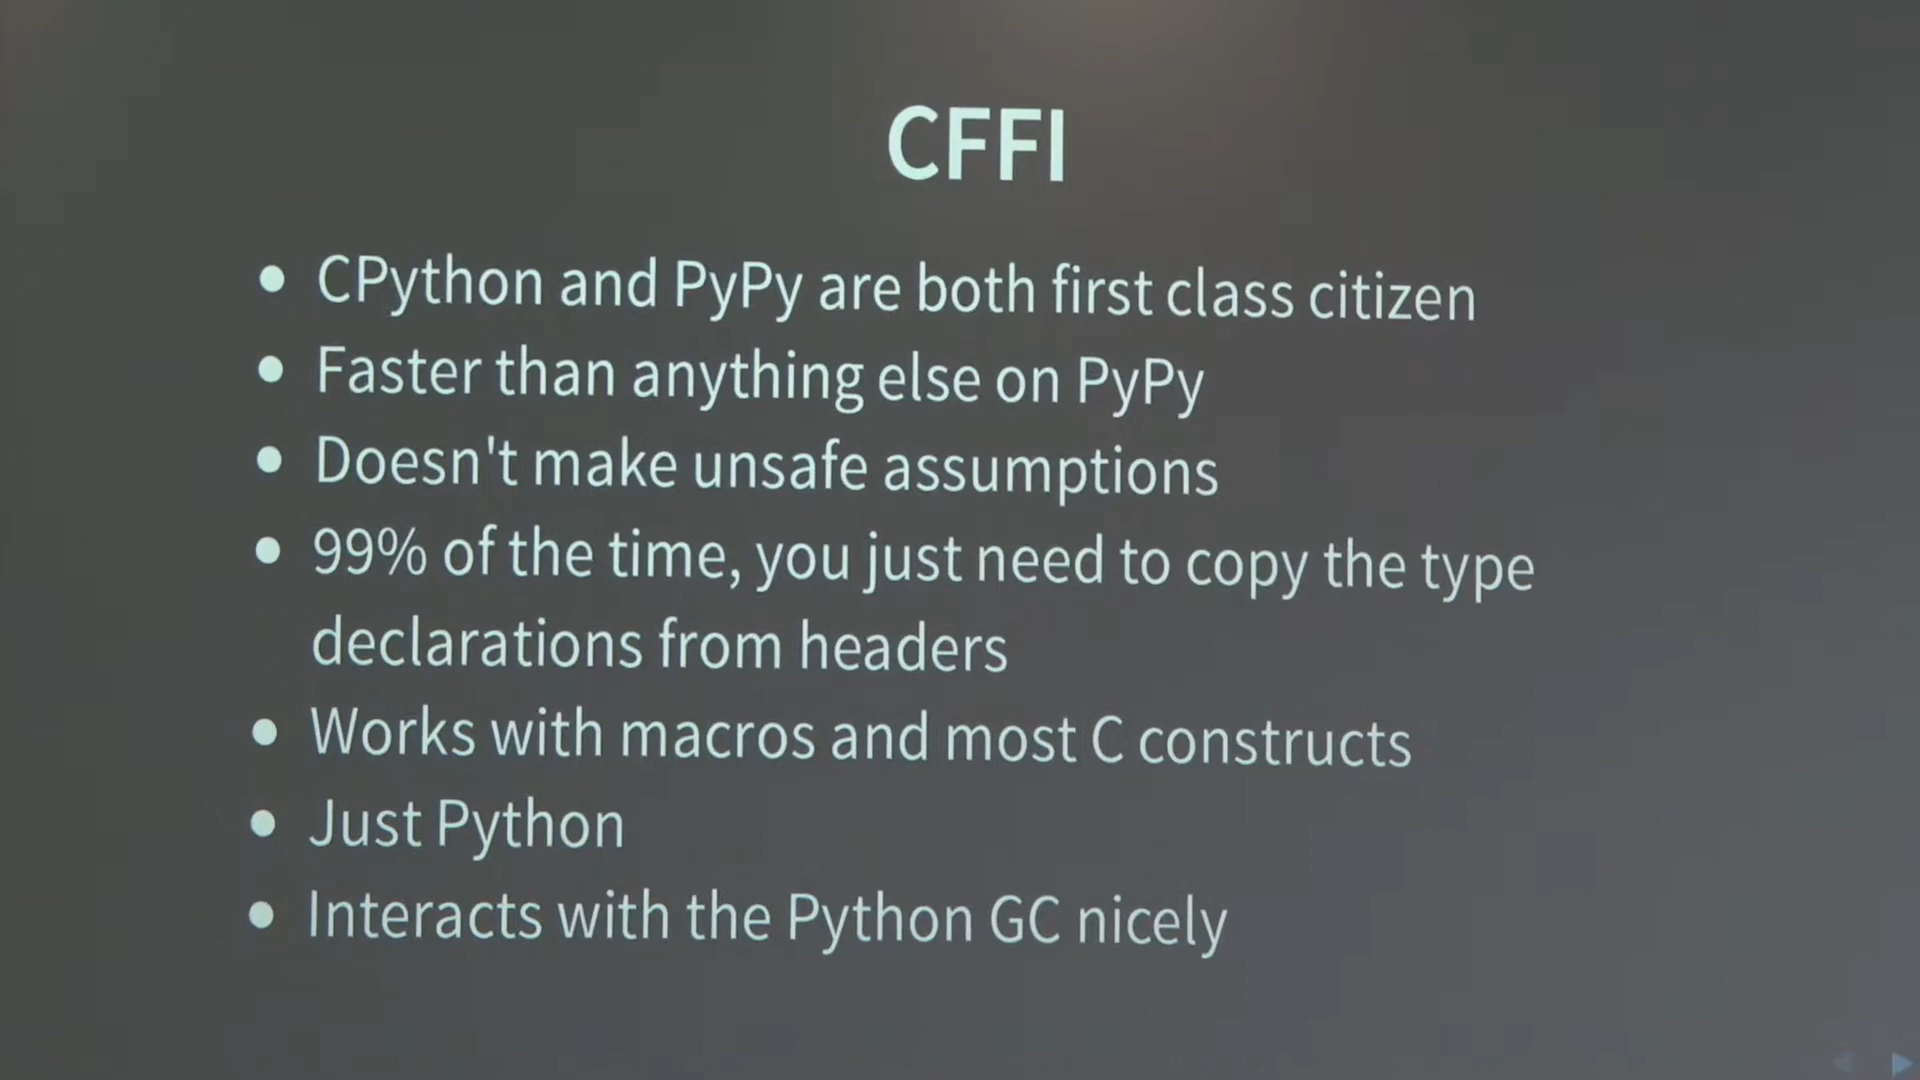 CFFI
• CPython and PyPy are both first class citizen
• Faster than anything else on PyPy
• Doesn't make unsafe assumptions
• 99% of the time, you just need to copy the type
declarations from headers
• Works with macros and most C constructs
• Just Python
• Interacts with the Python GC nicely